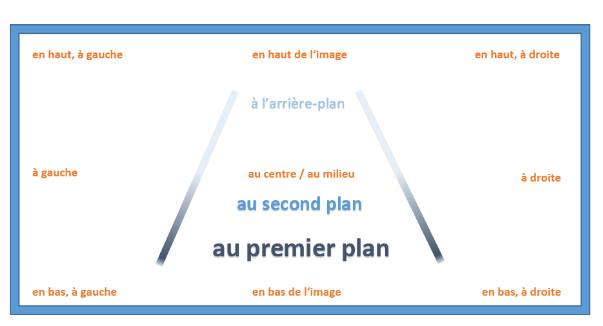 en haut, à gauche
en haut de l'image
en haut, à droite
à l'arrière-plan
à gauche
au centre / au milieu
à droite
au second plan
au premier plan
en bas, à gauche
en bas de l'image
en bas, à droite